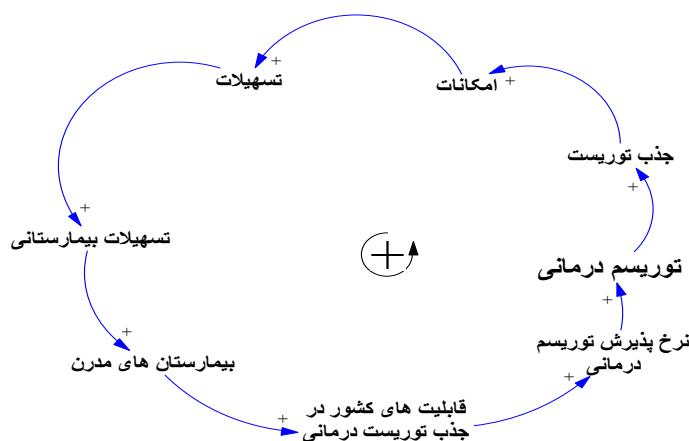 تسهیلات
امکانات
جذب توریست
تسهیلات بیمارستانی
توریسم درمانی
بیمارستان های مدرن
نرخ پذیرش توریسم
درمانی
قابلیت های کشور در
جذب توریست درمانی